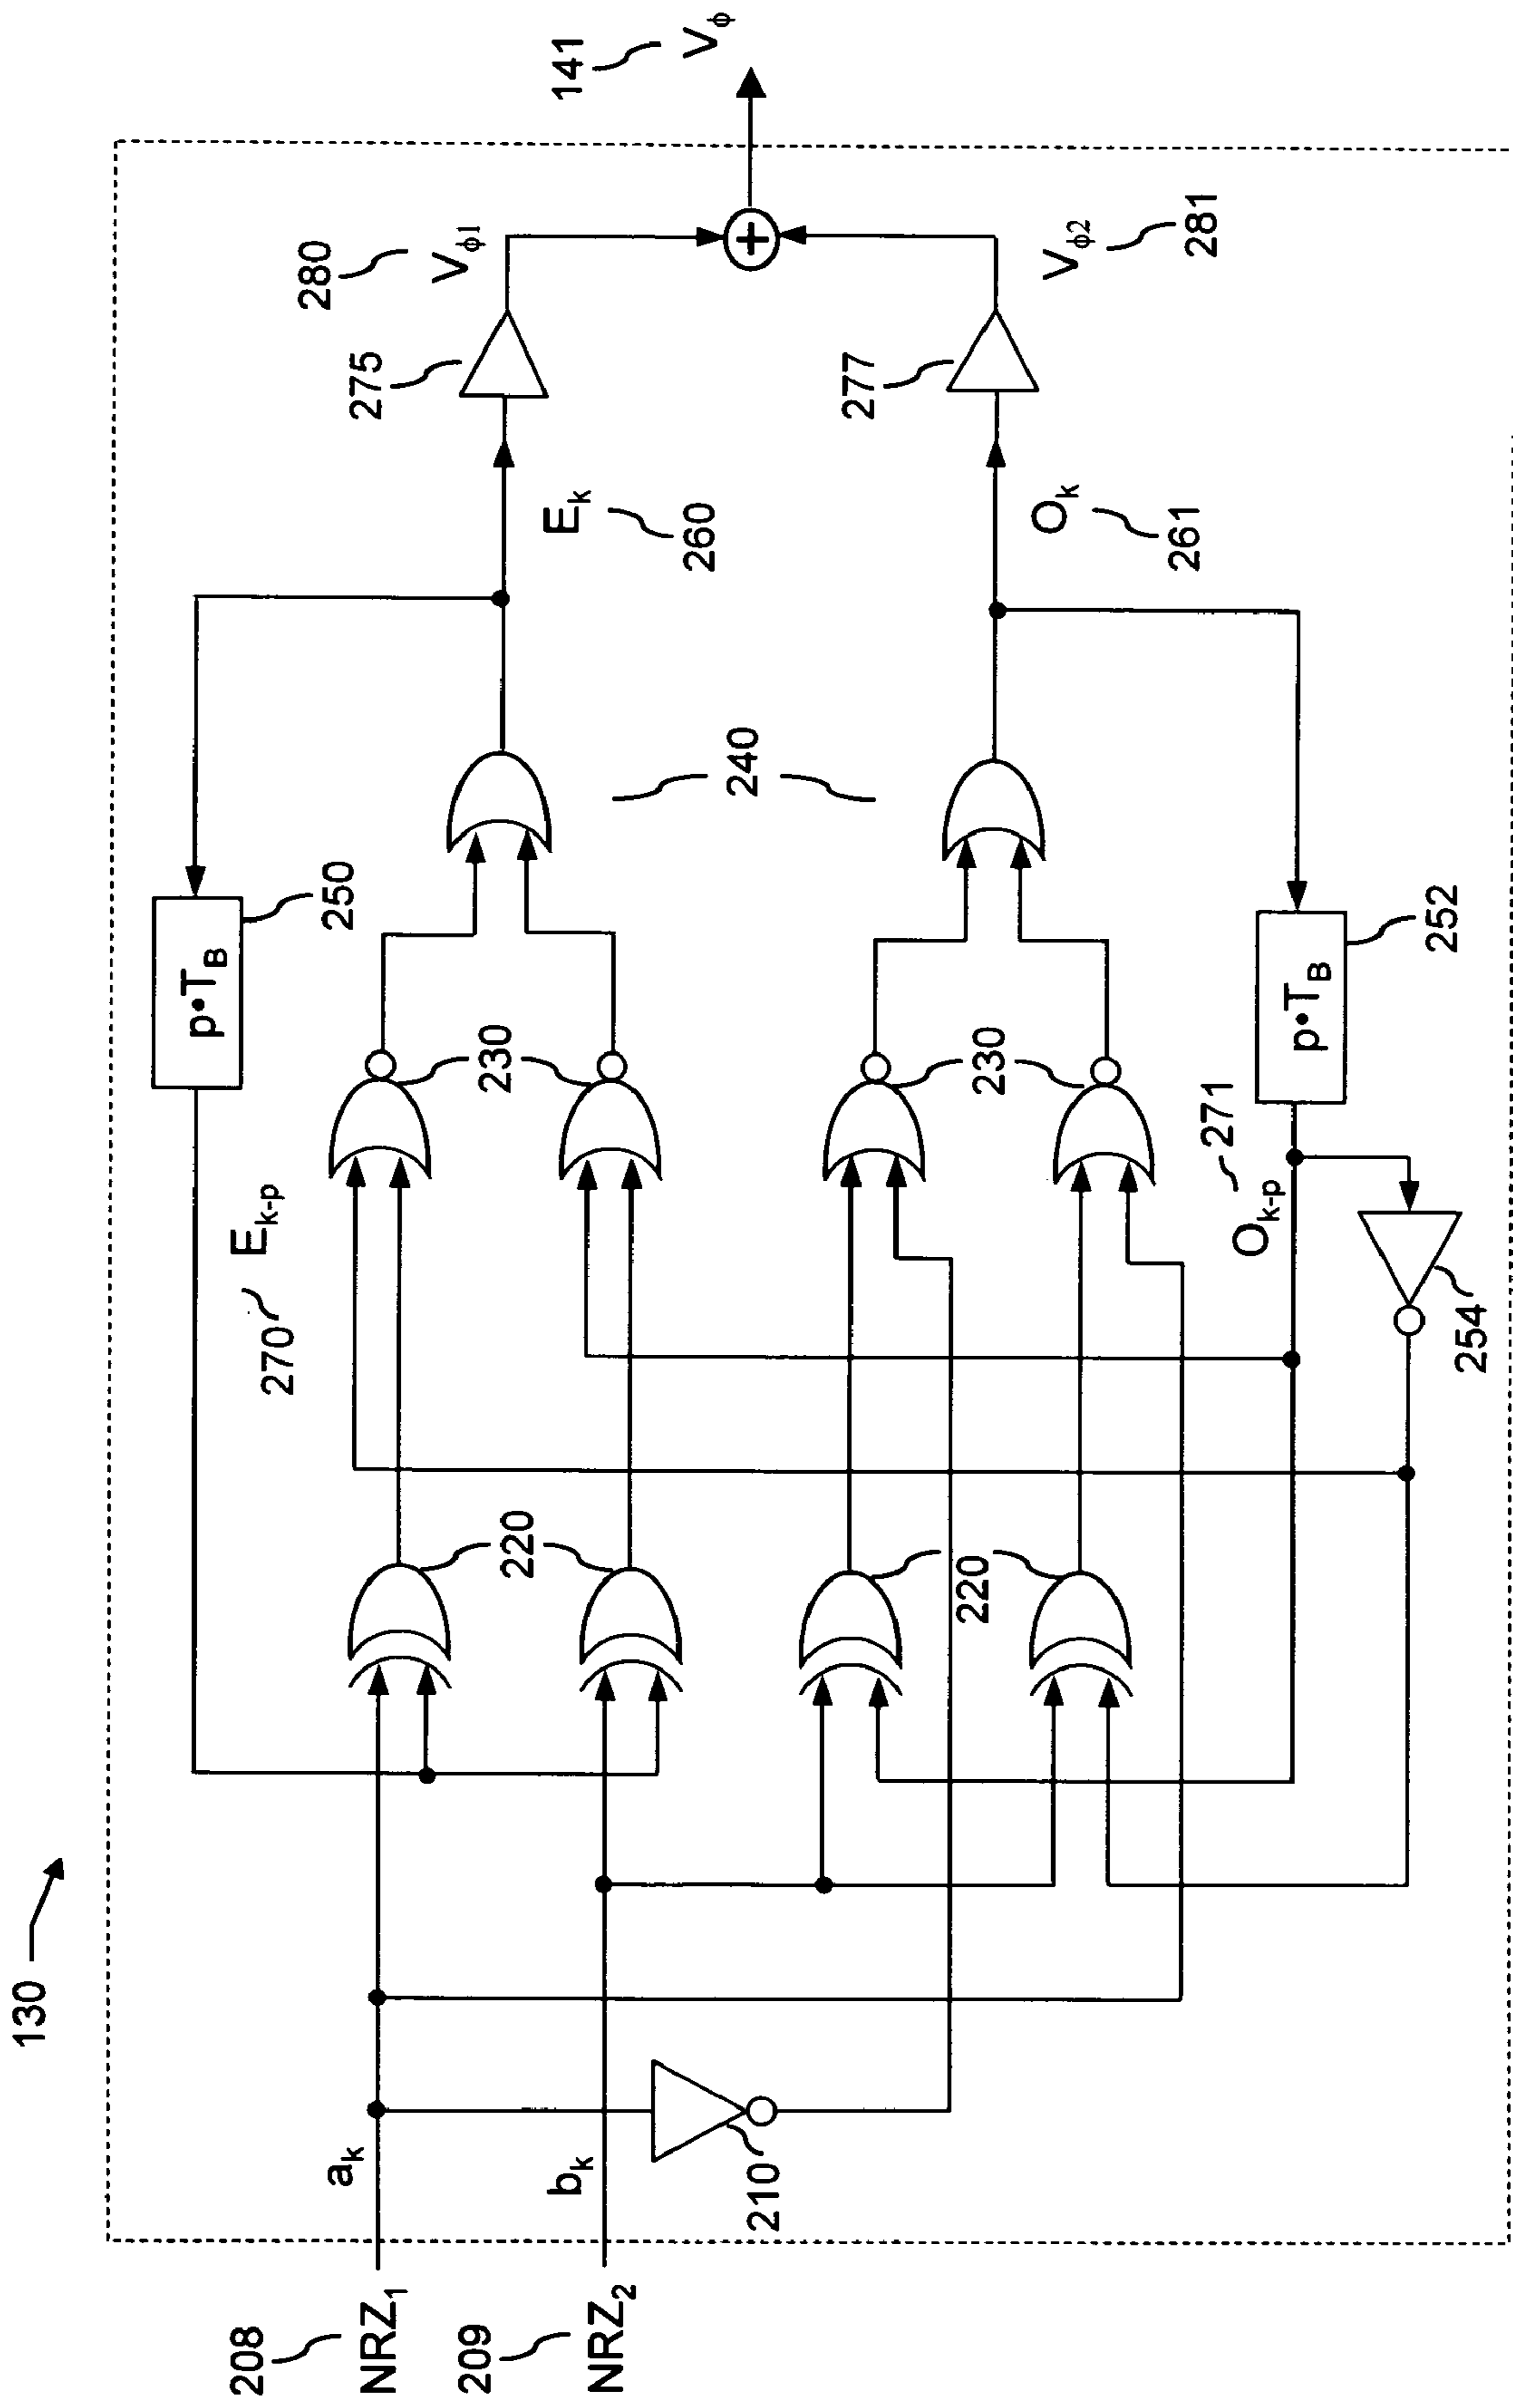 130
208
NRZ1
209
NRZ2
ak
bk
210
220
220
270
Ek-p
230
230
Ok-p
271
254
p•TB
250
p•TB
252
240
Ek
260
Ok
261
275
277
280
Vϕ1
Vϕ2
281
+
141
Vϕ